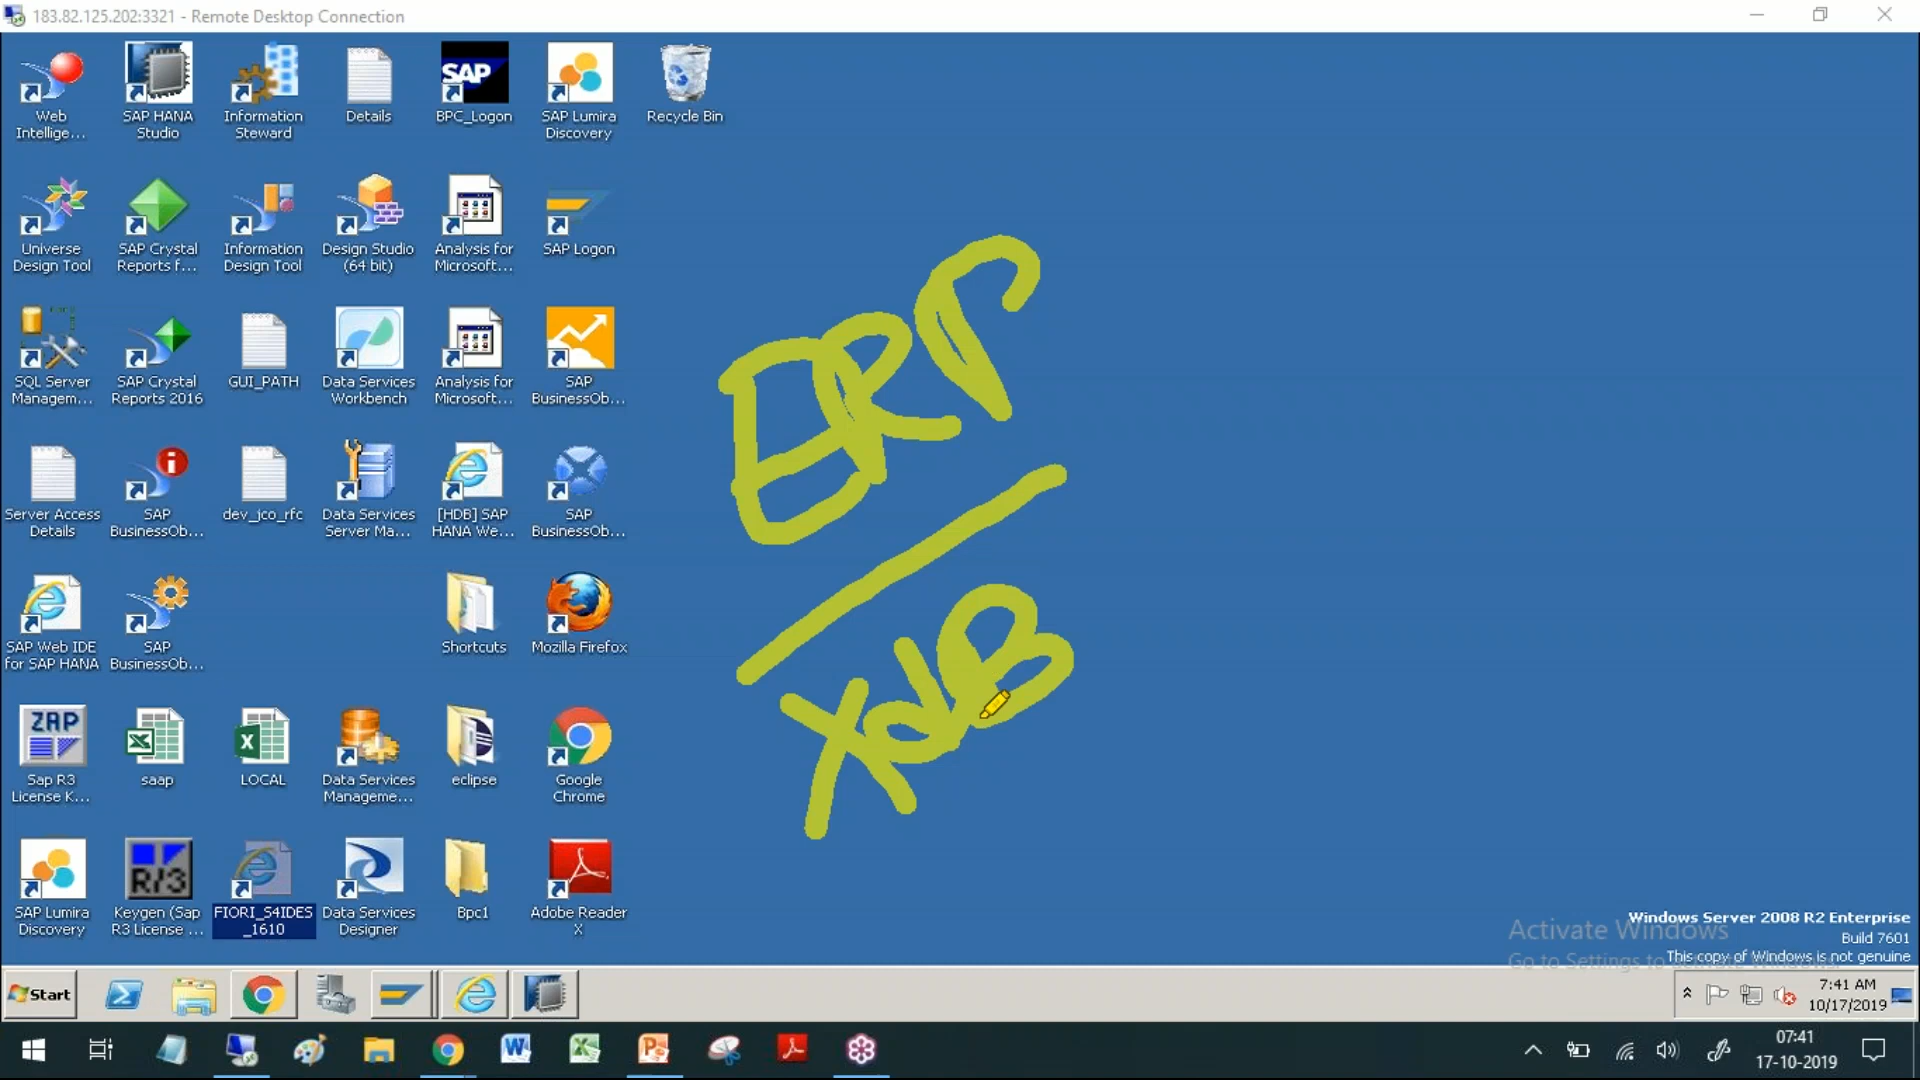 183.82.125.202:3321 - Remote Desktop Connection
Web Intellige...
SAP HANA Studio
Information Steward
Details
SAP
BPC_Logon
SAP Lumira Discovery
Recycle Bin
Universe Design Tool
SAP Crystal Reports f...
Information Design Tool
Design Studio (64 bit)
Analysis for Microsoft...
SAP Logon
SQL Server Managem...
SAP Crystal Reports 2016
GUI_PATH
Data Services Workbench
Analysis for Microsoft...
SAP BusinessOb...
Server Access Details
SAP BusinessOb...
dev_jco_rfc
Data Services Server Ma...
[HDB] SAP HANA We...
SAP BusinessOb...
SAP Web IDE for SAP HANA
SAP BusinessOb...
Shortcuts
Mozilla Firefox
ZAP
Sap R3 License K...
saap
LOCAL
Data Services Manageme...
eclipse
Google Chrome
SAP Lumira Discovery
R/3
Keygen (Sap R3 License ...
FIORI_S4IDES_1610
Data Services Designer
Bpc1
Adobe Reader X
ERP
XdB
Activate Windows
Windows Server 2008 R2 Enterprise
Build 7601
This copy of Windows is not genuine
Start
7:41 AM
10/17/2019
07:41
17-10-2019